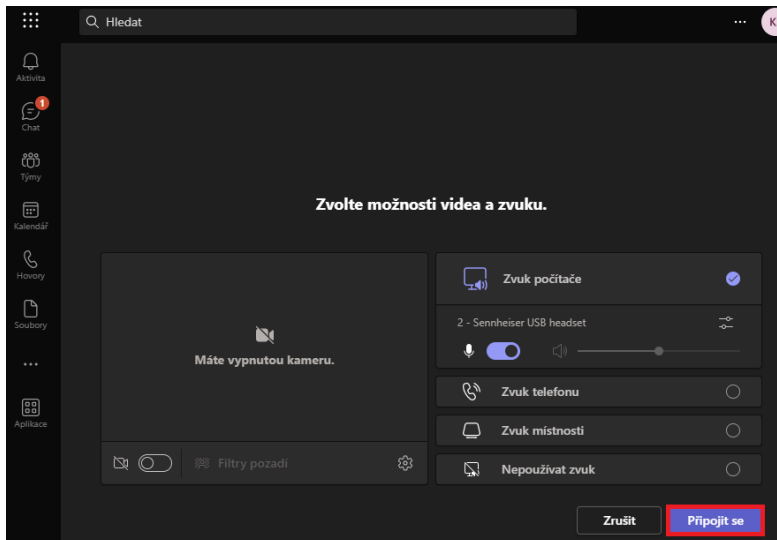 Hledat
K
Aktivita
1
Chat
Týmy
Kalendář
Hovory
Soubory
Aplikace
Zvolte možnosti videa a zvuku.
Máte vypnutou kameru.
Filtry pozadí
Zvuk počítače
2 - Sennheiser USB headset
Zvuk telefonu
Zvuk místnosti
Nepoužívat zvuk
Zrušit
Připojit se